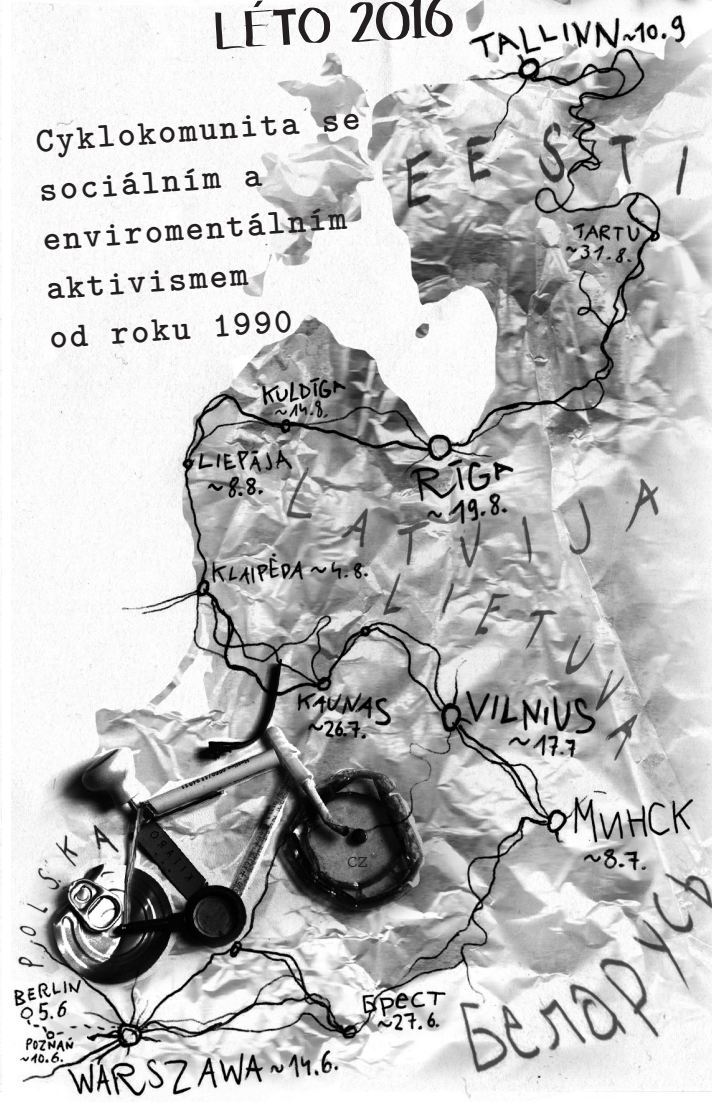 LÉTO 2016
TALLINN ~10.9
Cyklokomunita se
sociálním a
enviromentálním
aktivismem
od roku 1990
EESTI
TARTU
~31.8.
KULDĪGA
~14.8.
LIEPĀJA
~8.8.
RĪGA
~19.8.
LATVIJA
KLAIPĖDA ~4.8.
LIETUVA
KAUNAS
~26.7.
VILNIUS
~17.7
МИНСК
~8.7.
CZ
POLSKA
БЕЛАРУСЬ
BERLIN
5.6
POZNAŃ
~10.6.
БРЕСТ
~27.6.
WARSZAWA ~14.6.